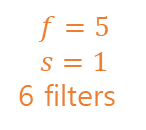 f = 5
s = 1
6 filters